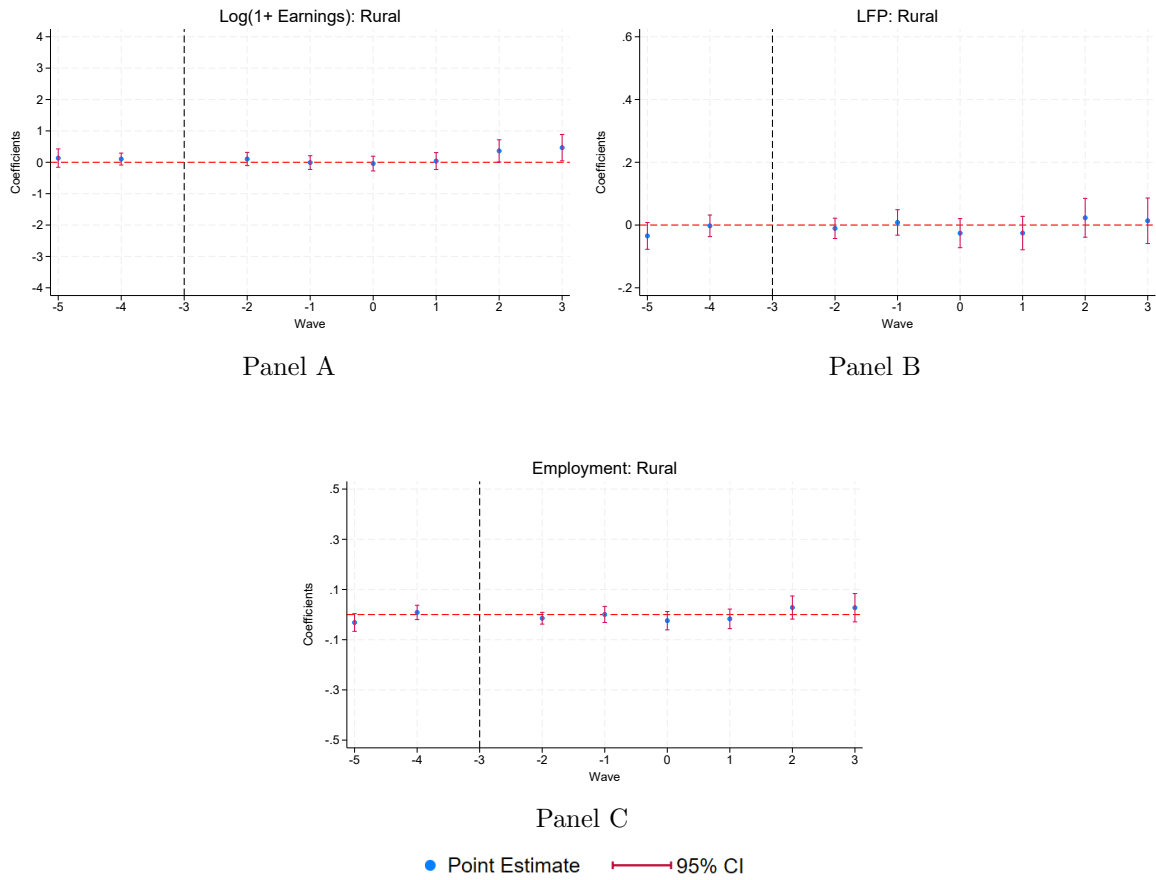 Log(1+ Earnings): Rural
4
3
2
1
0
-1
-2
-3
-4
Coefficients
-5 -4 -3 -2 -1 0 1 2 3
Wave
Panel A
LFP: Rural
.6
.4
.2
0
-.2
Coefficients
-5 -4 -3 -2 -1 0 1 2 3
Wave
Panel B
Employment: Rural
.5
.3
.1
-.1
-.3
-.5
Coefficients
-5 -4 -3 -2 -1 0 1 2 3
Wave
Panel C
Point Estimate 95% CI